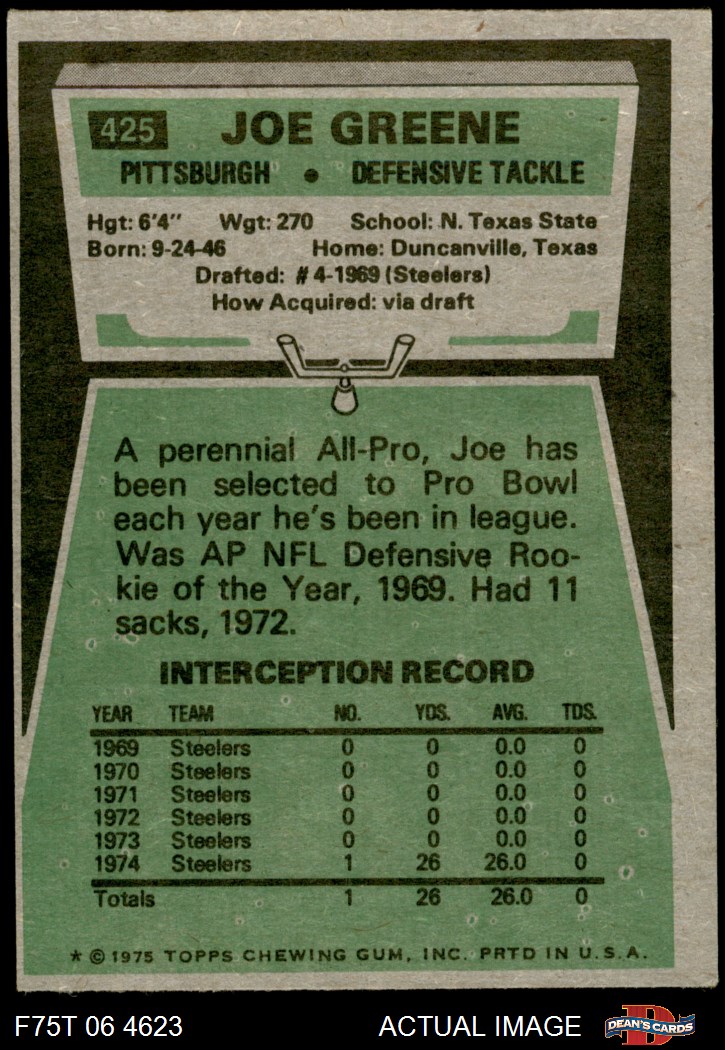 425 JOE GREENE
PITTSBURGH • DEFENSIVE TACKLE
Hgt: 6'4" Wgt: 270 School: N. Texas State
Born: 9-24-46 Home: Duncanville, Texas
Drafted: #4-1969 (Steelers)
How Acquired: via draft
A perennial All-Pro, Joe has
been selected to Pro Bowl
each year he's been in league.
Was AP NFL Defensive Roo-
kie of the Year, 1969. Had 11
sacks, 1972.
INTERCEPTION RECORD
YEAR TEAM NO. YDS. AVG. TDS.
1969 Steelers 0 0 0.0 0
1970 Steelers 0 0 0.0 0
1971 Steelers 0 0 0.0 0
1972 Steelers 0 0 0.0 0
1973 Steelers 0 0 0.0 0
1974 Steelers 1 26 26.0 0
Totals 1 26 26.0 0
* © 1975 TOPPS CHEWING GUM, INC. PRTD IN U.S.A.
F75T 06 4623 ACTUAL IMAGE D DEAN'S CARDS